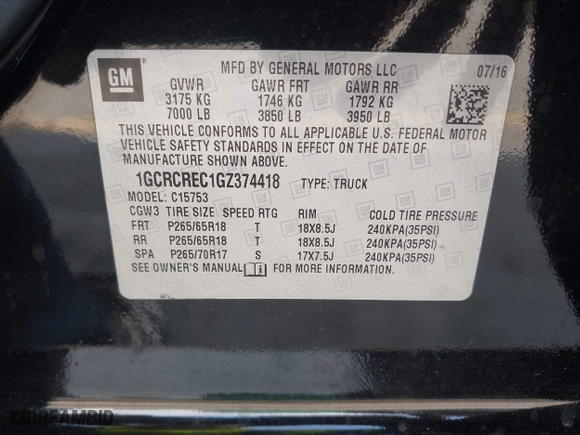 GM
MFD BY GENERAL MOTORS LLC 07/16
GVWR GAWR FRT GAWR RR
3175 KG 1746 KG 1792 KG
7000 LB 3850 LB 3950 LB
THIS VEHICLE CONFORMS TO ALL APPLICABLE U.S. FEDERAL MOTOR
VEHICLE SAFETY STANDARDS IN EFFECT ON THE DATE OF
MANUFACTURE SHOWN ABOVE.
1GCRCREC1GZ374418 TYPE: TRUCK
MODEL: C15753
CGW3 TIRE SIZE SPEED RTG RIM COLD TIRE PRESSURE
FRT P265/65R18 T 18X8.5J 240KPA(35PSI)
RR P265/65R18 T 18X8.5J 240KPA(35PSI)
SPA P265/70R17 S 17X7.5J 240KPA(35PSI)
SEE OWNER'S MANUAL FOR MORE INFORMATION.
iDREAMBID